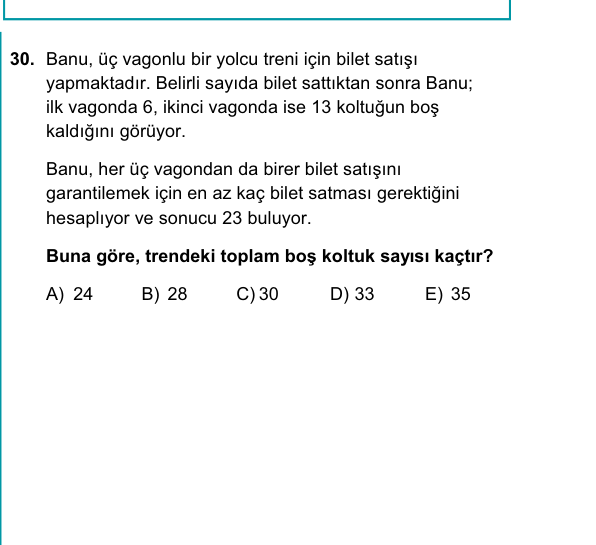 30. Banu, üç vagonlu bir yolcu treni için bilet satışı
yapmaktadır. Belirli sayıda bilet sattıktan sonra Banu;
ilk vagonda 6, ikinci vagonda ise 13 koltuğun boş
kaldığını görüyor.
Banu, her üç vagondan da birer bilet satışını
garantilemek için en az kaç bilet satması gerektiğini
hesaplıyor ve sonucu 23 buluyor.
Buna göre, trendeki toplam boş koltuk sayısı kaçtır?
A) 24 B) 28 C) 30 D) 33 E) 35